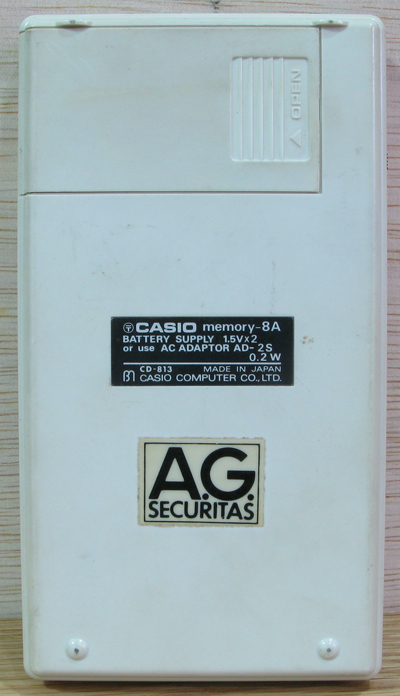 OPEN
CASIO memory-8A
BATTERY SUPPLY 1.5V×2
or use AC ADAPTOR AD-2S
0.2W
CD-813 MADE IN JAPAN
CASIO COMPUTER CO., LTD.
A.G.
SECURITAS